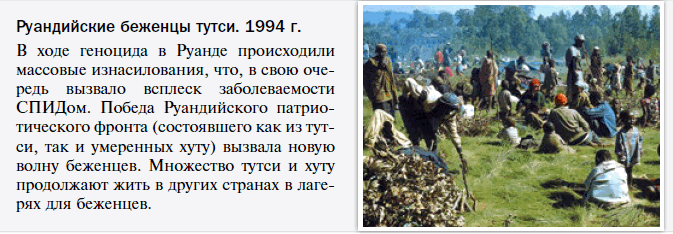 Руандийские беженцы тутси. 1994 г.
В ходе геноцида в Руанде происходили
массовые изнасилования, что, в свою оче-
редь вызвало всплеск заболеваемости
СПИДом. Победа Руандийского патрио-
тического фронта (состоявшего как из тут-
си, так и умеренных хуту) вызвала новую
волну беженцев. Множество тутси и хуту
продолжают жить в других странах в лаге-
рях для беженцев.